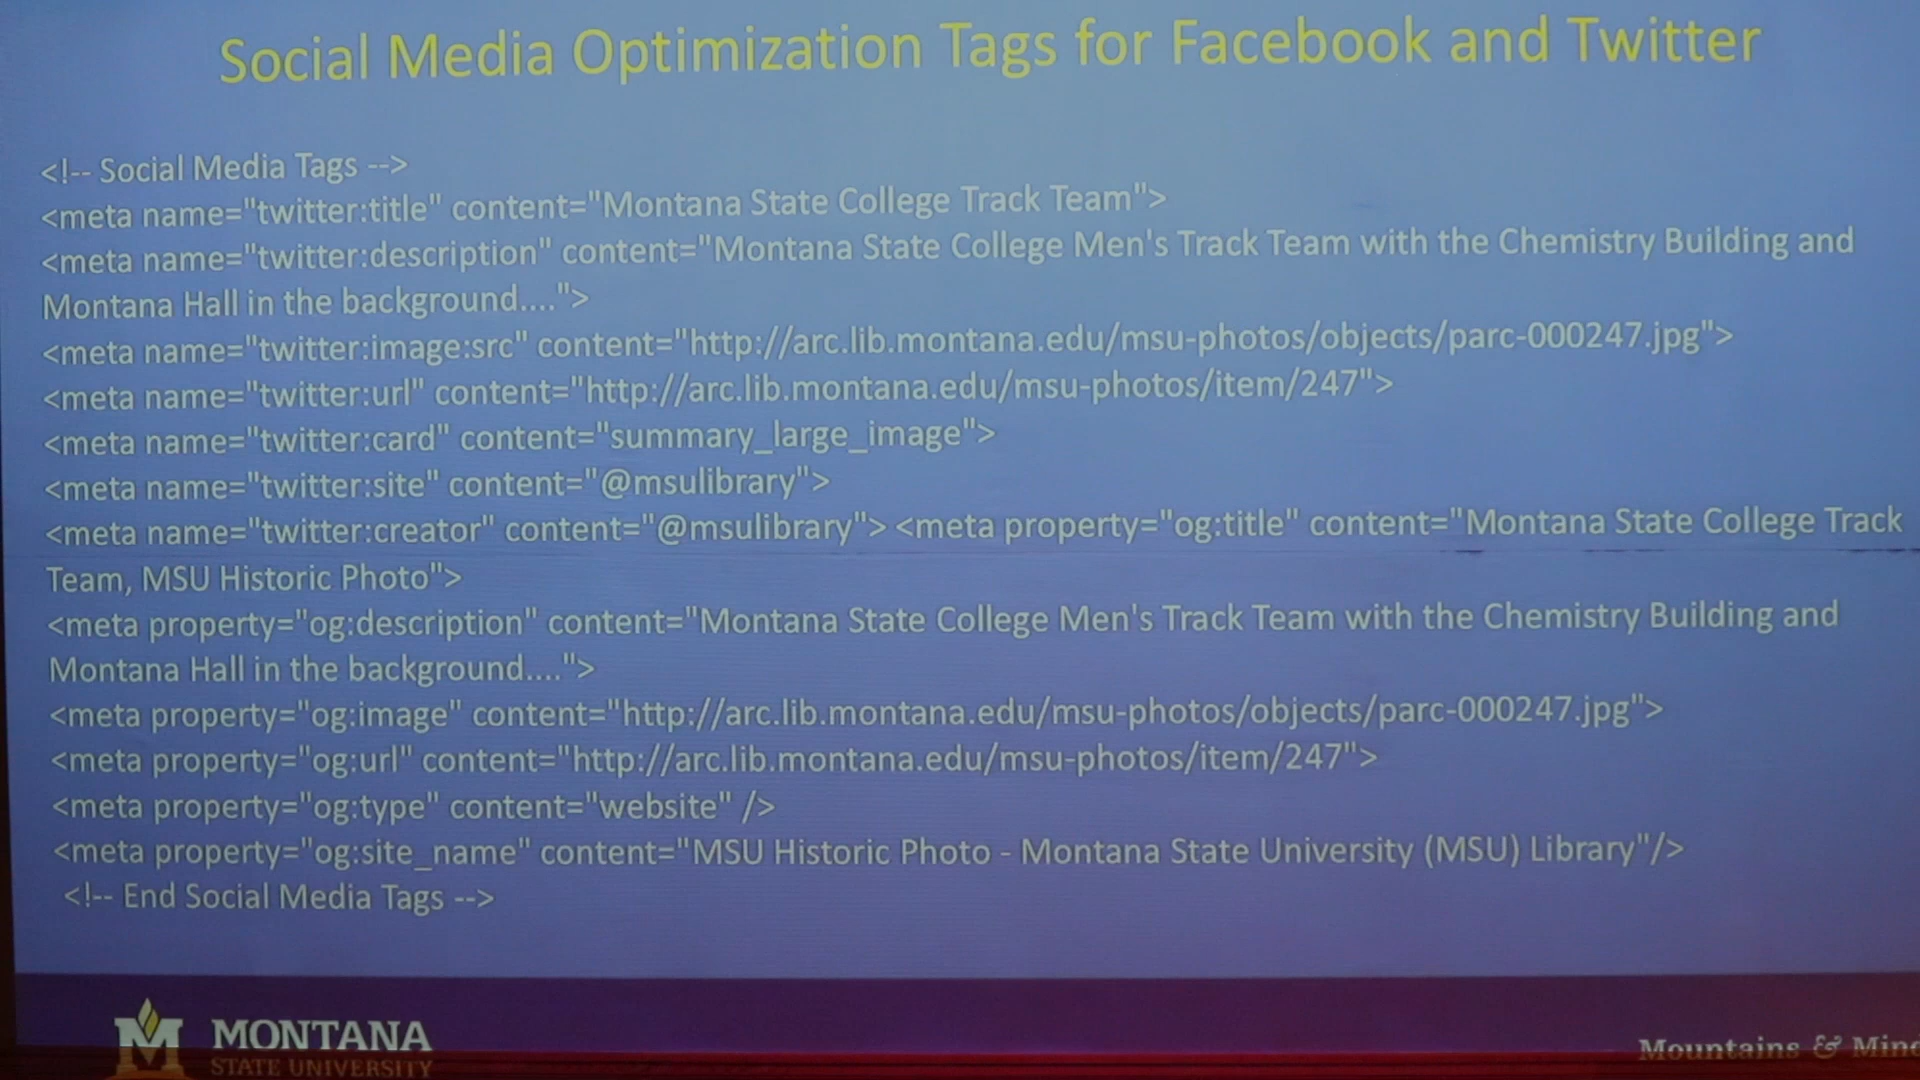 Social Media Optimization Tags for Facebook and Twitter
<!-- Social Media Tags -->
<meta name="twitter:title" content="Montana State College Track Team">
<meta name="twitter:description" content="Montana State College Men's Track Team with the Chemistry Building and
Montana Hall in the background....">
<meta name="twitter:image:src" content="http://arc.lib.montana.edu/msu-photos/objects/parc-000247.jpg">
<meta name="twitter:url" content="http://arc.lib.montana.edu/msu-photos/item/247">
<meta name="twitter:card" content="summary_large_image">
<meta name="twitter:site" content="@msulibrary">
<meta name="twitter:creator" content="@msulibrary"> <meta property="og:title" content="Montana State College Track
Team, MSU Historic Photo">
<meta property="og:description" content="Montana State College Men's Track Team with the Chemistry Building and
Montana Hall in the background....">
<meta property="og:image" content="http://arc.lib.montana.edu/msu-photos/objects/parc-000247.jpg">
<meta property="og:url" content="http://arc.lib.montana.edu/msu-photos/item/247">
<meta property="og:type" content="website" />
<meta property="og:site_name" content="MSU Historic Photo - Montana State University (MSU) Library"/>
<!-- End Social Media Tags -->
M MONTANA
STATE UNIVERSITY
Mountains & Mind